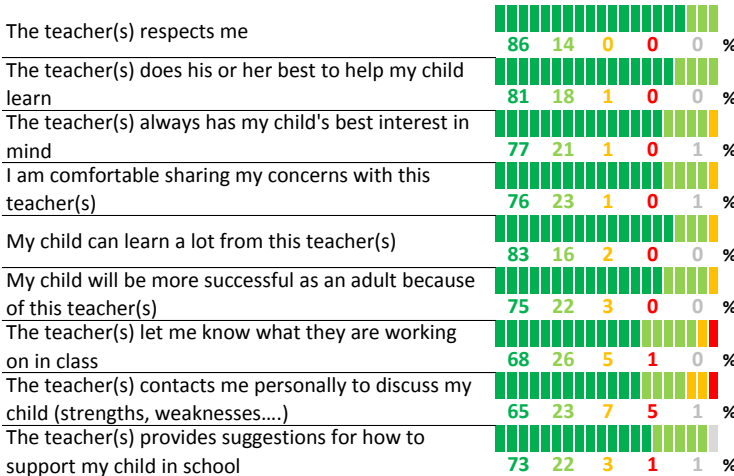 The teacher(s) respects me
86 14 0 0 0 %
The teacher(s) does his or her best to help my child
learn
81 18 1 0 0 %
The teacher(s) always has my child's best interest in
mind
77 21 1 0 1 %
I am comfortable sharing my concerns with this
teacher(s)
76 23 1 0 1 %
My child can learn a lot from this teacher(s)
83 16 2 0 0 %
My child will be more successful as an adult because
of this teacher(s)
75 22 3 0 0 %
The teacher(s) let me know what they are working
on in class
68 26 5 1 0 %
The teacher(s) contacts me personally to discuss my
child (strengths, weaknesses....)
65 23 7 5 1 %
The teacher(s) provides suggestions for how to
support my child in school
73 22 3 1 1 %